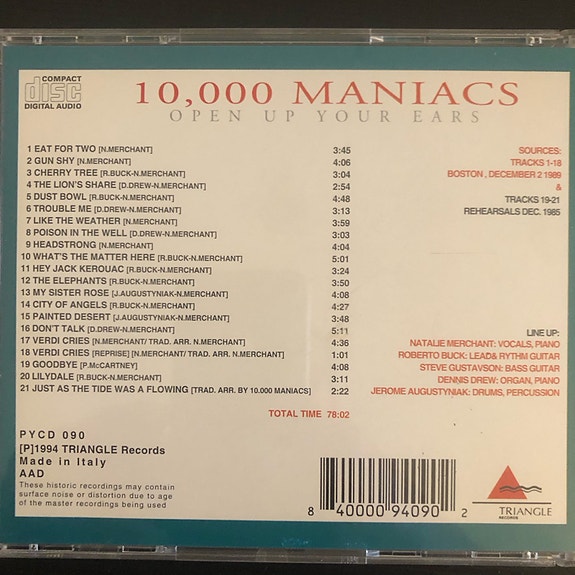 COMPACT
disc
DIGITAL AUDIO
10,000 MANIACS
OPEN UP YOUR EARS
1 EAT FOR TWO [N.MERCHANT] 3:45
2 GUN SHY [N.MERCHANT] 4:06
3 CHERRY TREE [R.BUCK-N.MERCHANT] 3:04
4 THE LION'S SHARE [D.DREW-N.MERCHANT] 2:54
5 DUST BOWL [R.BUCK-N.MERCHANT] 4:48
6 TROUBLE ME [D.DREW-N.MERCHANT] 3:13
7 LIKE THE WEATHER [N.MERCHANT] 3:59
8 POISON IN THE WELL [D.DREW-N.MERCHANT] 3:03
9 HEADSTRONG [N.MERCHANT] 4:04
10 WHAT'S THE MATTER HERE [R.BUCK-N.MERCHANT] 5:01
11 HEY JACK KEROUAC [R.BUCK-N.MERCHANT] 3:24
12 THE ELEPHANTS [R.BUCK-N.MERCHANT] 3:50
13 MY SISTER ROSE [J.AUGUSTYNIAK-N.MERCHANT] 4:08
14 CITY OF ANGELS [R.BUCK-N.MERCHANT] 4:27
15 PAINTED DESERT [J.AUGUSTYNIAK-N.MERCHANT] 3:48
16 DON'T TALK [D.DREW-N.MERCHANT] 5:11
17 VERDI CRIES [N.MERCHANT/ TRAD. ARR. N.MERCHANT] 4:36
18 VERDI CRIES [REPRISE] [N.MERCHANT/ TRAD. ARR. N.MERCHANT] 1:01
19 GOODBYE [P.McCARTNEY] 4:08
20 LILYDALE [R.BUCK-N.MERCHANT] 3:11
21 JUST AS THE TIDE WAS A FLOWING [TRAD. ARR. BY 10.000 MANIACS] 2:22
TOTAL TIME 78:02
SOURCES:
TRACKS 1-18
BOSTON , DECEMBER 2 1989
&
TRACKS 19-21
REHEARSALS DEC. 1985
LINE UP:
NATALIE MERCHANT: VOCALS, PIANO
ROBERTO BUCK: LEAD& RYTHM GUITAR
STEVE GUSTAVSON: BASS GUITAR
DENNIS DREW: ORGAN, PIANO
JEROME AUGUSTYNIAK: DRUMS, PERCUSSION
PYCD 090
[P]1994 TRIANGLE Records
Made in Italy
AAD
These historic recordings may contain
surface noise or distortion due to age
of the master recordings being used
8 40000 94090 2
TRIANGLE
RECORDS